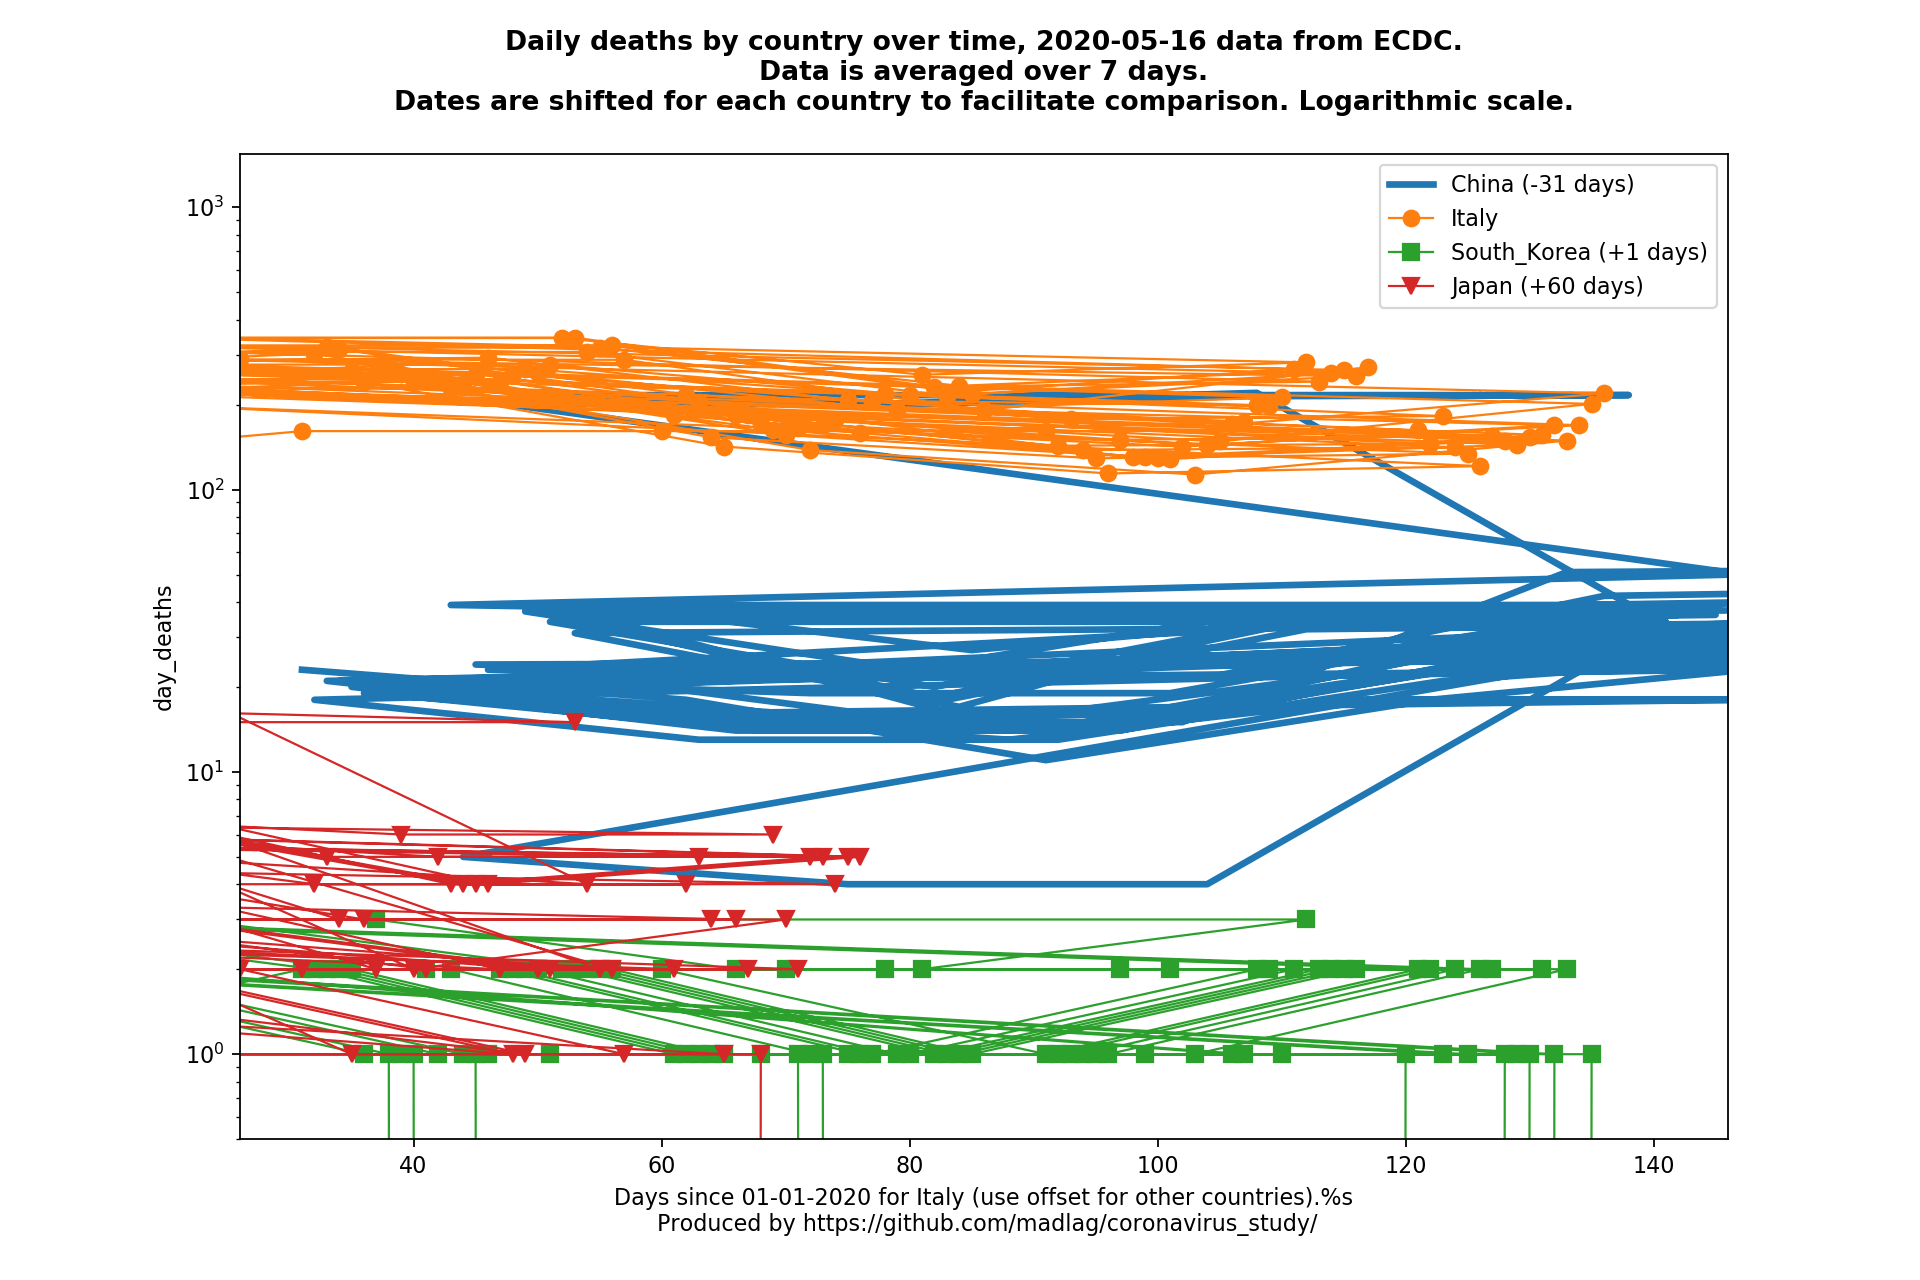 Daily deaths by country over time, 2020-05-16 data from ECDC.
Data is averaged over 7 days.
Dates are shifted for each country to facilitate comparison. Logarithmic scale.
China (-31 days)
Italy
South_Korea (+1 days)
Japan (+60 days)
day_deaths
10³
10²
10¹
10⁰
40 60 80 100 120 140
Days since 01-01-2020 for Italy (use offset for other countries).%s
Produced by https://github.com/madlag/coronavirus_study/